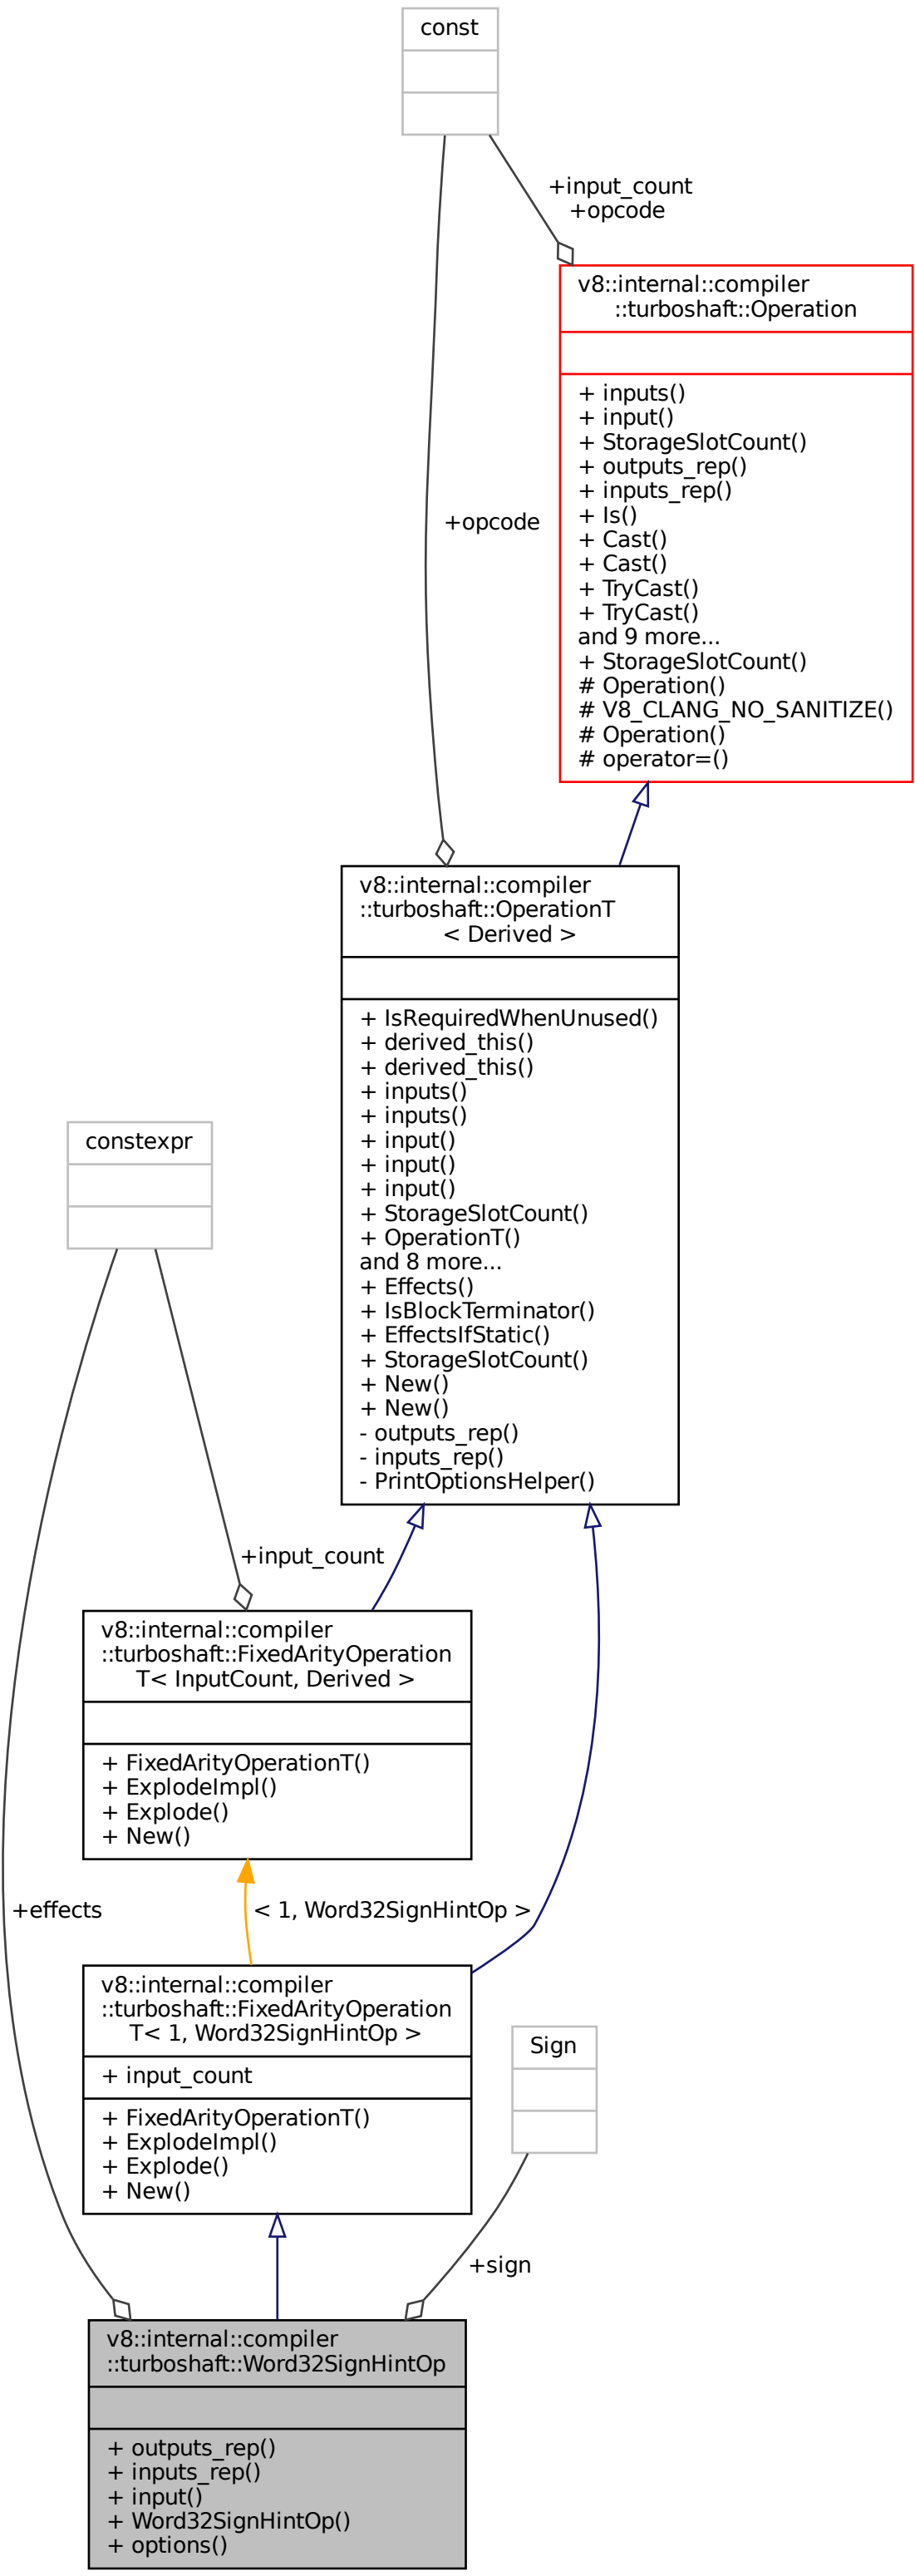 const
+input_count
+opcode
v8::internal::compiler
::turboshaft::Operation
+ inputs()
+ input()
+ StorageSlotCount()
+ outputs_rep()
+ inputs_rep()
+ Is()
+ Cast()
+ Cast()
+ TryCast()
+ TryCast()
and 9 more...
+ StorageSlotCount()
# Operation()
# V8_CLANG_NO_SANITIZE()
# Operation()
# operator=()
+opcode
v8::internal::compiler
::turboshaft::OperationT
< Derived >
+ IsRequiredWhenUnused()
+ derived_this()
+ derived_this()
+ inputs()
+ inputs()
+ input()
+ input()
+ input()
+ StorageSlotCount()
+ OperationT()
and 8 more...
+ Effects()
+ IsBlockTerminator()
+ EffectsIfStatic()
+ StorageSlotCount()
+ New()
+ New()
- outputs_rep()
- inputs_rep()
- PrintOptionsHelper()
constexpr
+input_count
v8::internal::compiler
::turboshaft::FixedArityOperation
T< InputCount, Derived >
+ FixedArityOperationT()
+ ExplodeImpl()
+ Explode()
+ New()
+effects
< 1, Word32SignHintOp >
v8::internal::compiler
::turboshaft::FixedArityOperation
T< 1, Word32SignHintOp >
+ input_count
+ FixedArityOperationT()
+ ExplodeImpl()
+ Explode()
+ New()
Sign
+sign
v8::internal::compiler
::turboshaft::Word32SignHintOp
+ outputs_rep()
+ inputs_rep()
+ input()
+ Word32SignHintOp()
+ options()